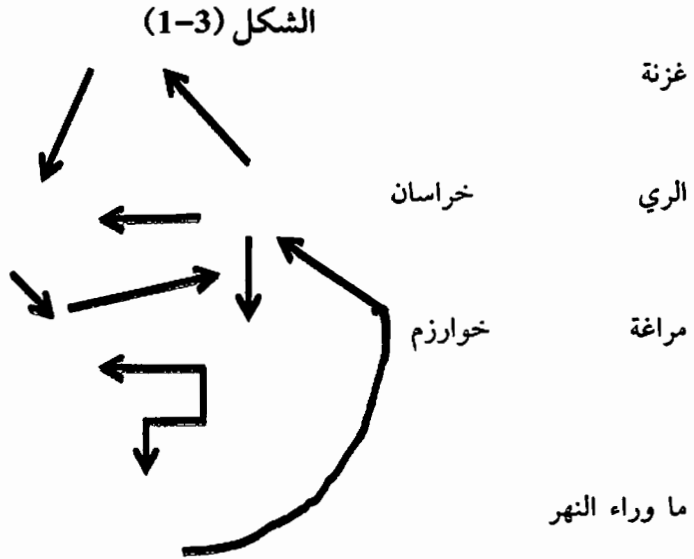 الشكل (3-1)
غزنة
الري خراسان
مراغة خوارزم
ما وراء النهر